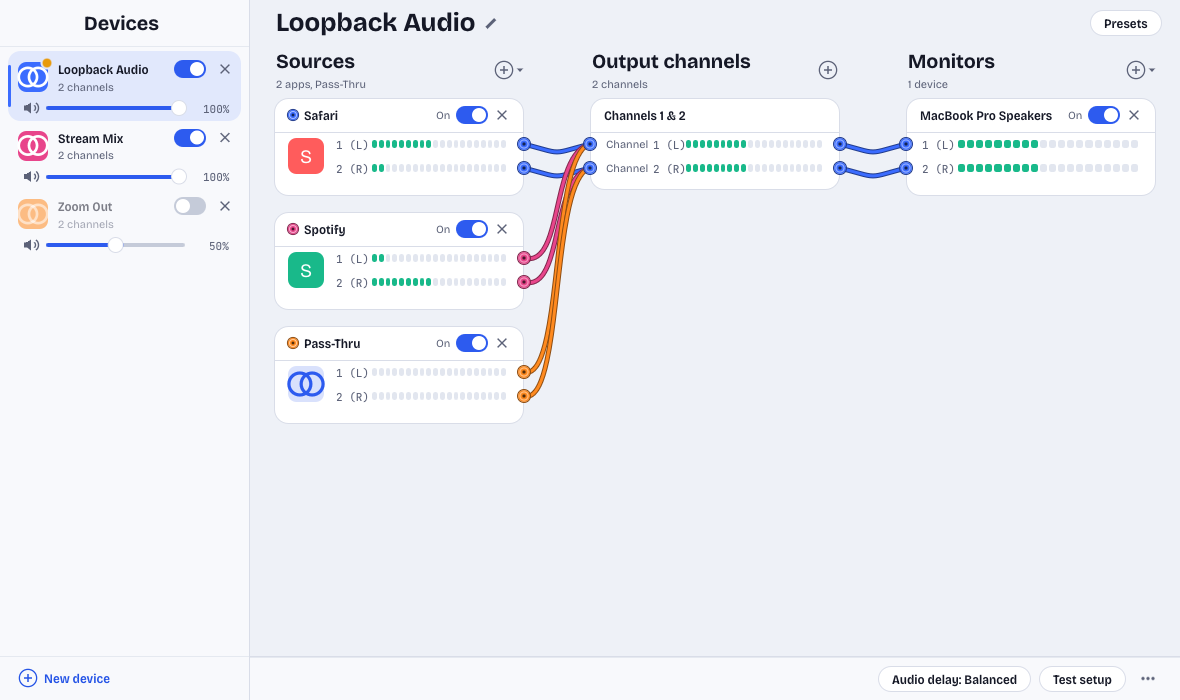 Devices
Loopback Audio
2 channels
100%
Stream Mix
2 channels
100%
Zoom Out
2 channels
50%
New device
Loopback Audio
Presets
Sources
2 apps, Pass-Thru
Safari
On
S
1 (L)
2 (R)
Spotify
On
S
1 (L)
2 (R)
Pass-Thru
On
1 (L)
2 (R)
Output channels
2 channels
Channels 1 & 2
Channel 1 (L)
Channel 2 (R)
Monitors
1 device
MacBook Pro Speakers
On
1 (L)
2 (R)
Audio delay: Balanced
Test setup